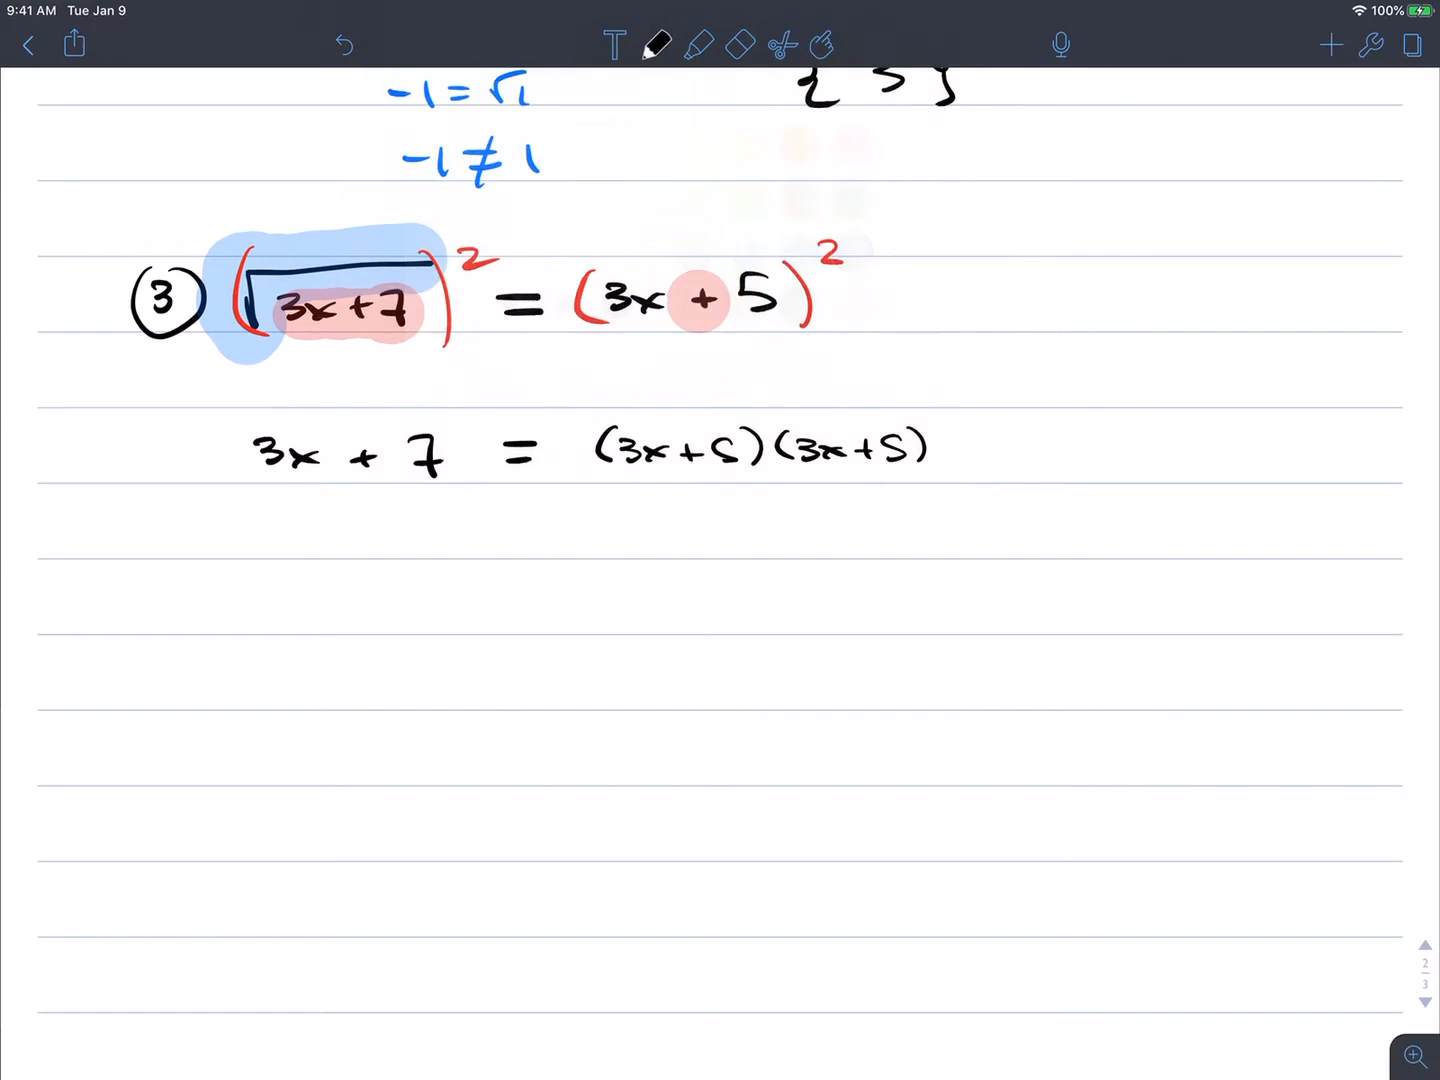 9:41 AM Tue Jan 9
100%
T
-1 = √1
{ 3 }
-1 ≠ 1
③ (√3x + 7)² = (3x + 5)²
3x + 7 = (3x+5)(3x+5)
2
3